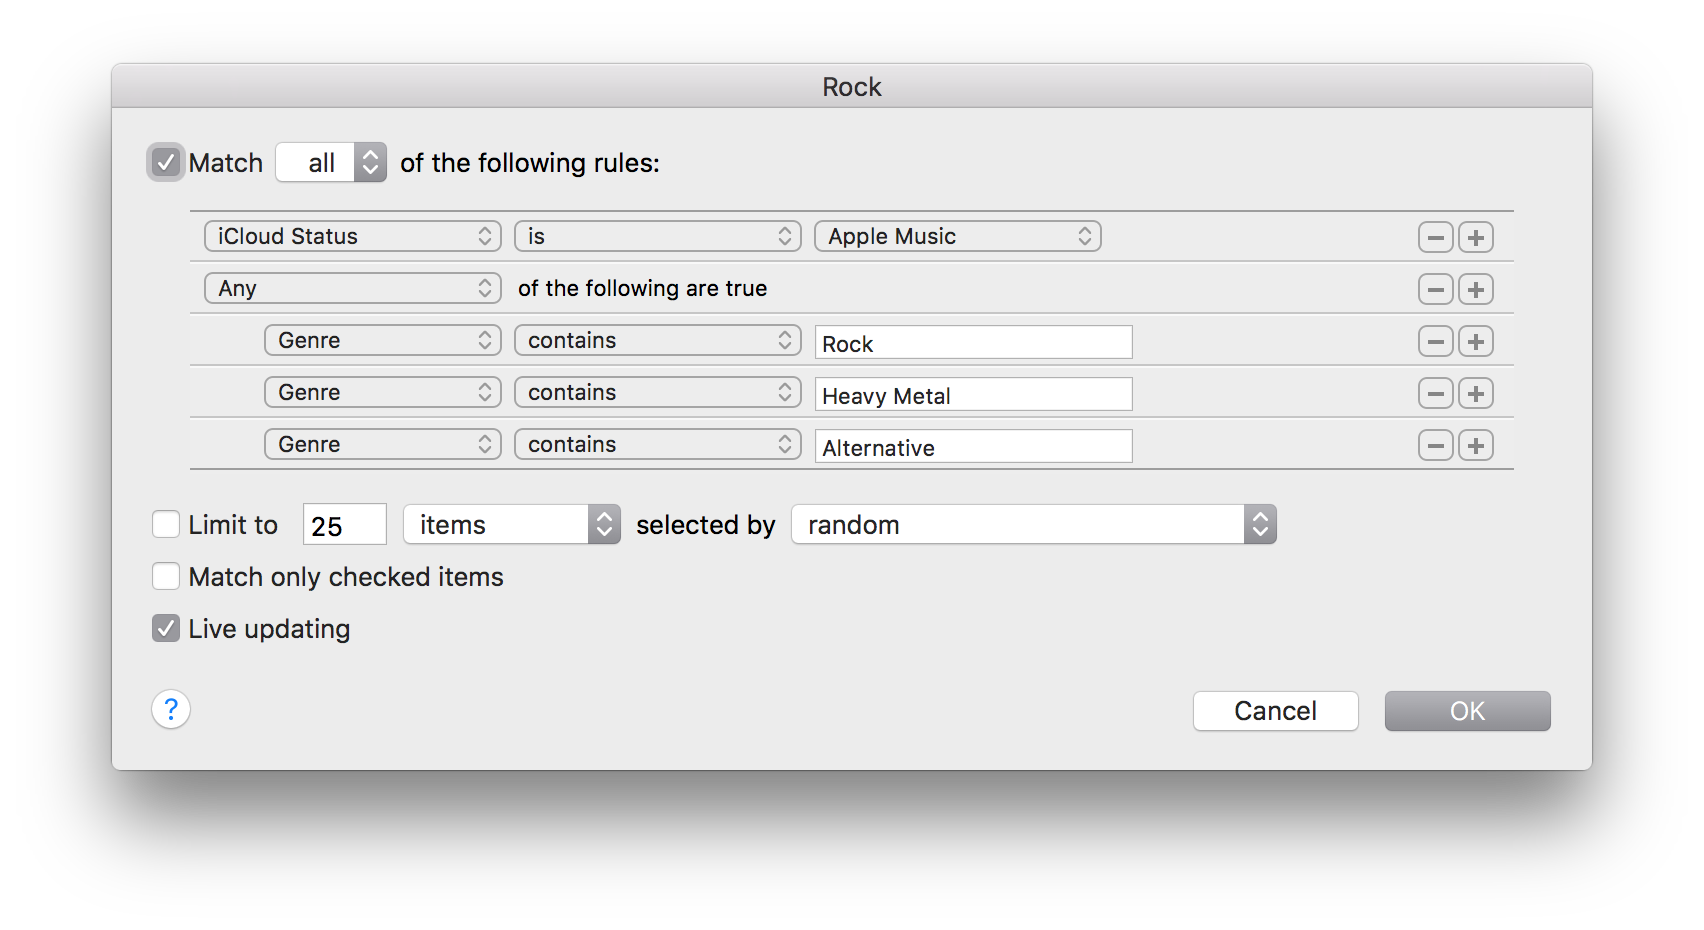 Rock
Match all of the following rules:
iCloud Status is Apple Music
Any of the following are true
Genre contains Rock
Genre contains Heavy Metal
Genre contains Alternative
Limit to 25 items selected by random
Match only checked items
Live updating
? Cancel OK